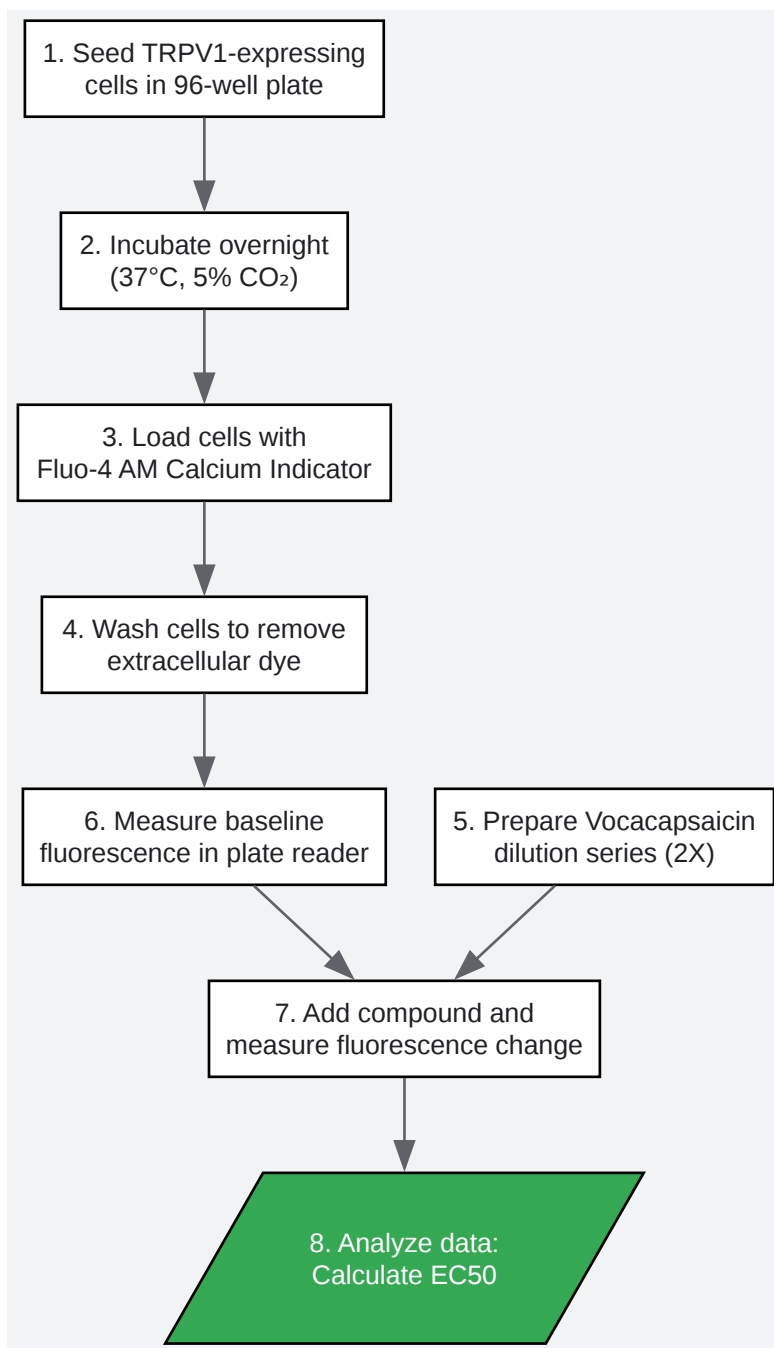 1. Seed TRPV1-expressing
cells in 96-well plate
2. Incubate overnight
(37°C, 5% CO₂)
3. Load cells with
Fluo-4 AM Calcium Indicator
4. Wash cells to remove
extracellular dye
6. Measure baseline
fluorescence in plate reader
5. Prepare Vocacapsaicin
dilution series (2X)
7. Add compound and
measure fluorescence change
8. Analyze data:
Calculate EC50